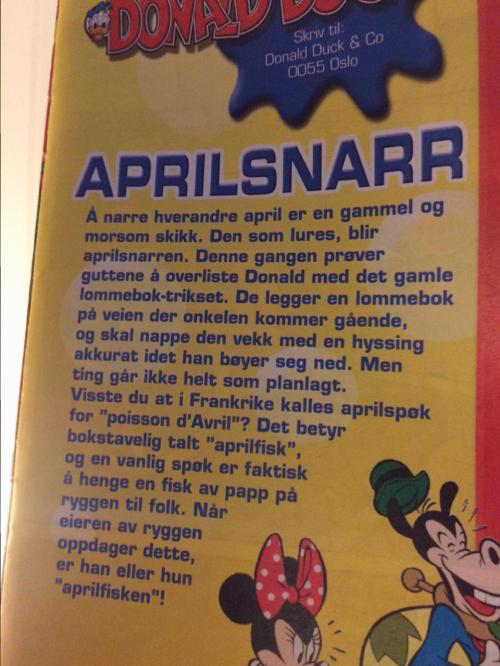 DONALD DUCK
Skriv til:
Donald Duck & Co
0055 Oslo
APRILSNARR
Å narre hverandre april er en gammel og
morsom skikk. Den som lures, blir
aprilsnarren. Denne gangen prøver
guttene å overliste Donald med det gamle
lommebok-trikset. De legger en lommebok
på veien der onkelen kommer gående,
og skal nappe den vekk med en hyssing
akkurat idet han bøyer seg ned. Men
ting går ikke helt som planlagt.
Visste du at i Frankrike kalles aprilspøk
for "poisson d'Avril"? Det betyr
bokstavelig talt "aprilfisk",
og en vanlig spøk er faktisk
å henge en fisk av papp på
ryggen til folk. Når
eieren av ryggen
oppdager dette,
er han eller hun
"aprilfisken"!